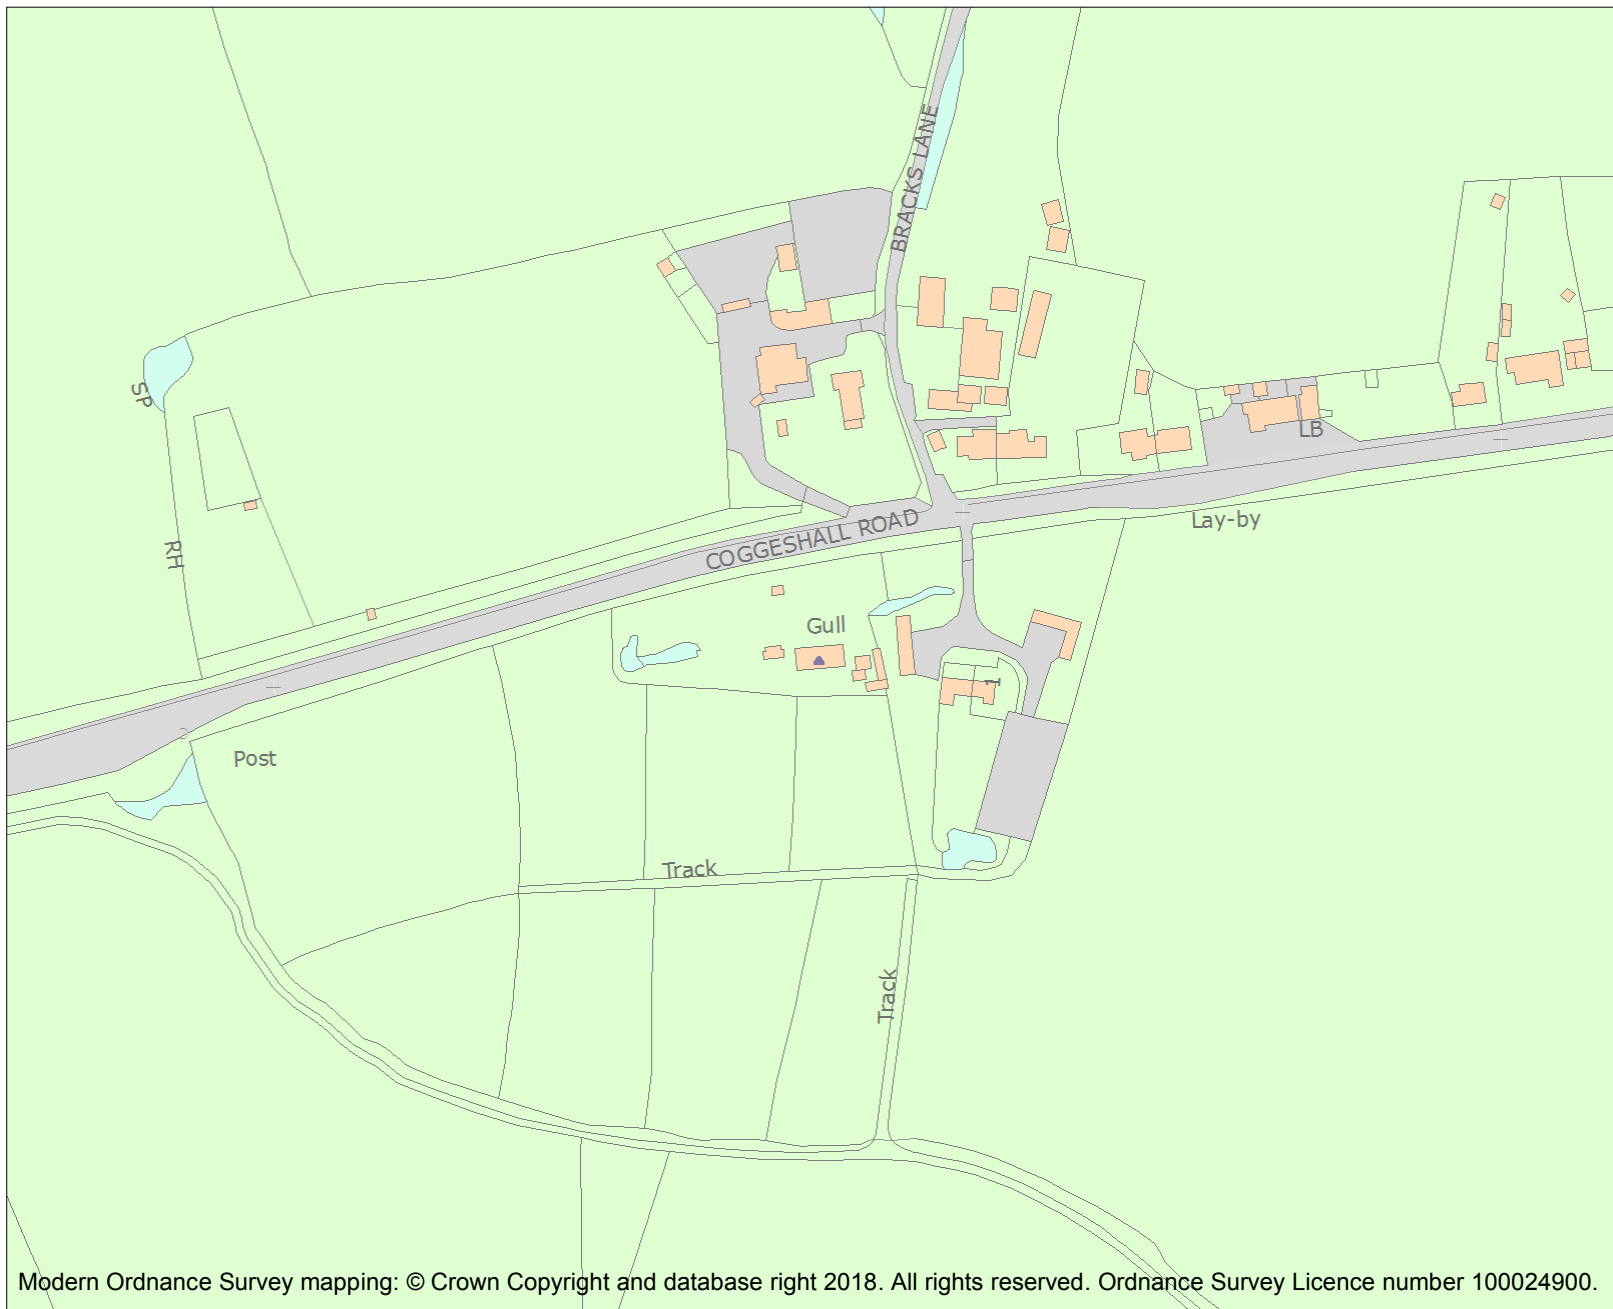 BRACKS LANE
SP
LB
COGGESHALL ROAD
Lay-by
RH
Gull
1
Post
Track
Track
Modern Ordnance Survey mapping: © Crown Copyright and database right 2018. All rights reserved. Ordnance Survey Licence number 100024900.